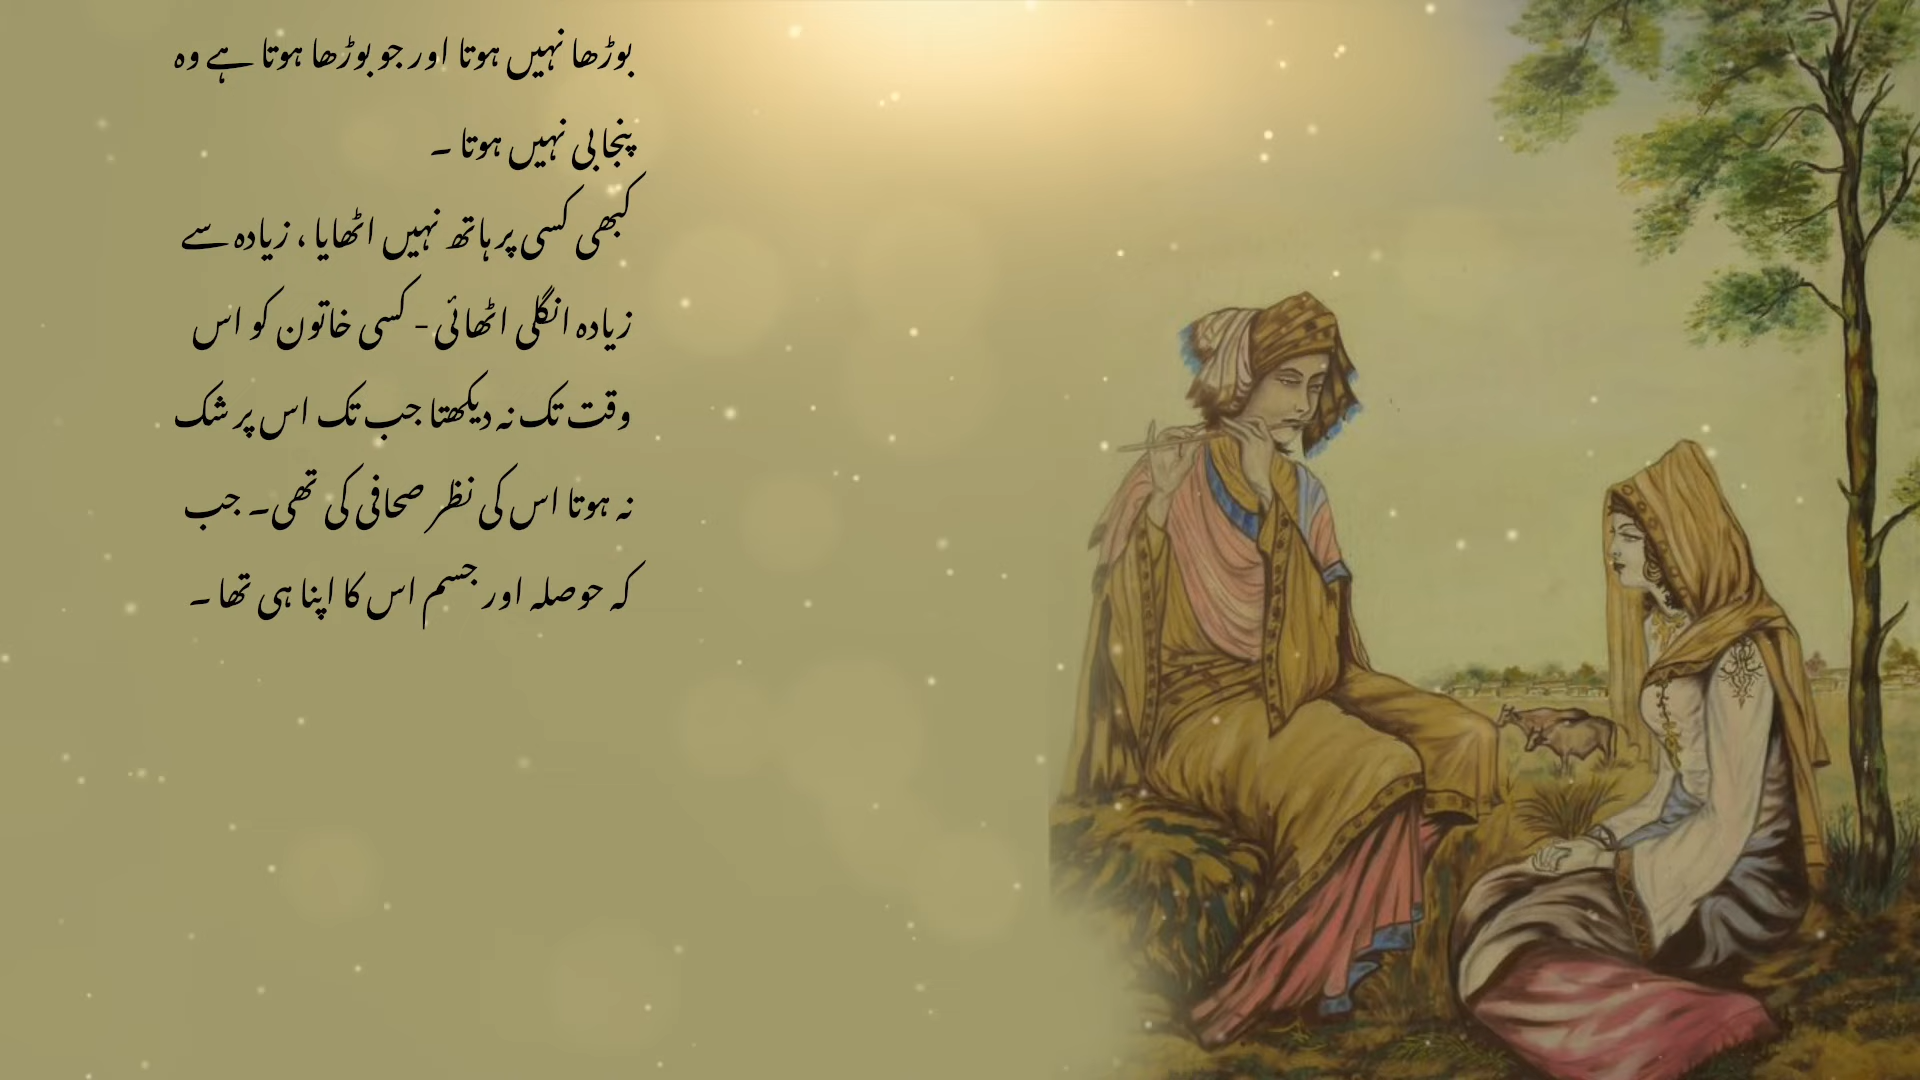 بوڑھا نہیں ہوتا اور جو بوڑھا ہوتا ہے وہ
پنجابی نہیں ہوتا ۔
کبھی کسی پر ہاتھ نہیں اٹھایا ، زیادہ سے
زیادہ انگلی اٹھائی - کسی خاتون کو اس
وقت تک نہ دیکھتا جب تک اس پر شک
نہ ہوتا اس کی نظر صحافی کی تھی۔ جب
کہ حوصلہ اور جسم اس کا اپنا ہی تھا ۔